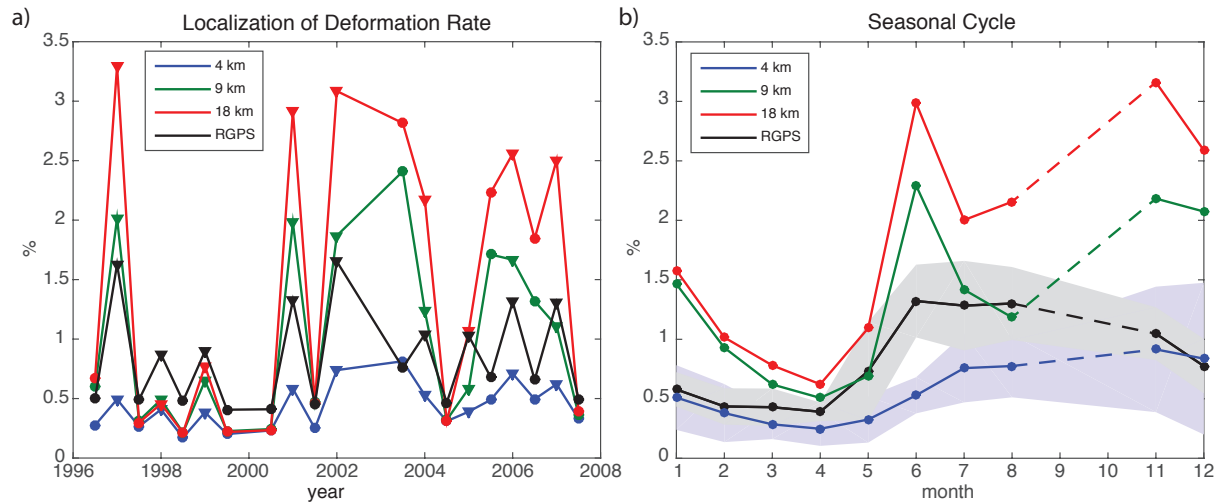 a)
Localization of Deformation Rate
3.5
3
2.5
2
1.5
1
0.5
0
%
4 km
9 km
18 km
RGPS
1996 1998 2000 2002 2004 2006 2008
year
b)
Seasonal Cycle
3.5
3
2.5
2
1.5
1
0.5
0
%
4 km
9 km
18 km
RGPS
1 2 3 4 5 6 7 8 9 10 11 12
month